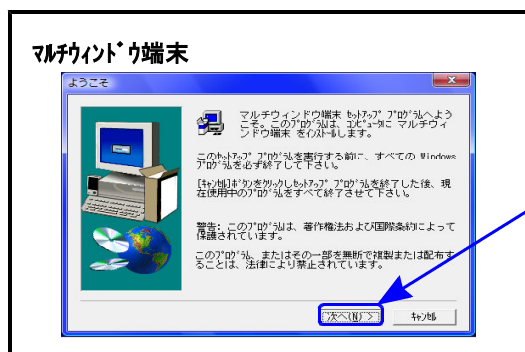 マルチウィンドウ端末
ようこそ
マルチウィンドウ端末 ｾｯﾄｱｯﾌﾟ ﾌﾟﾛｸﾞﾗﾑへよう
こそ。このﾌﾟﾛｸﾞﾗﾑは、ｺﾝﾋﾟｭｰﾀに マルチウィ
ンドウ端末 をｲﾝｽﾄｰﾙします。
このｾｯﾄｱｯﾌﾟ ﾌﾟﾛｸﾞﾗﾑを実行する前に、すべての Windows
ﾌﾟﾛｸﾞﾗﾑを必ず終了して下さい。
[ｷｬﾝｾﾙ]ﾎﾞﾀﾝをｸﾘｯｸしｾｯﾄｱｯﾌﾟ ﾌﾟﾛｸﾞﾗﾑを終了した後、現
在使用中のﾌﾟﾛｸﾞﾗﾑをすべて終了させて下さい。
警告: このﾌﾟﾛｸﾞﾗﾑは、著作権法および国際条約によって
保護されています。
このﾌﾟﾛｸﾞﾗﾑ、またはその一部を無断で複製または配布す
ることは、法律により禁止されています。
次へ(N) >
ｷｬﾝｾﾙ